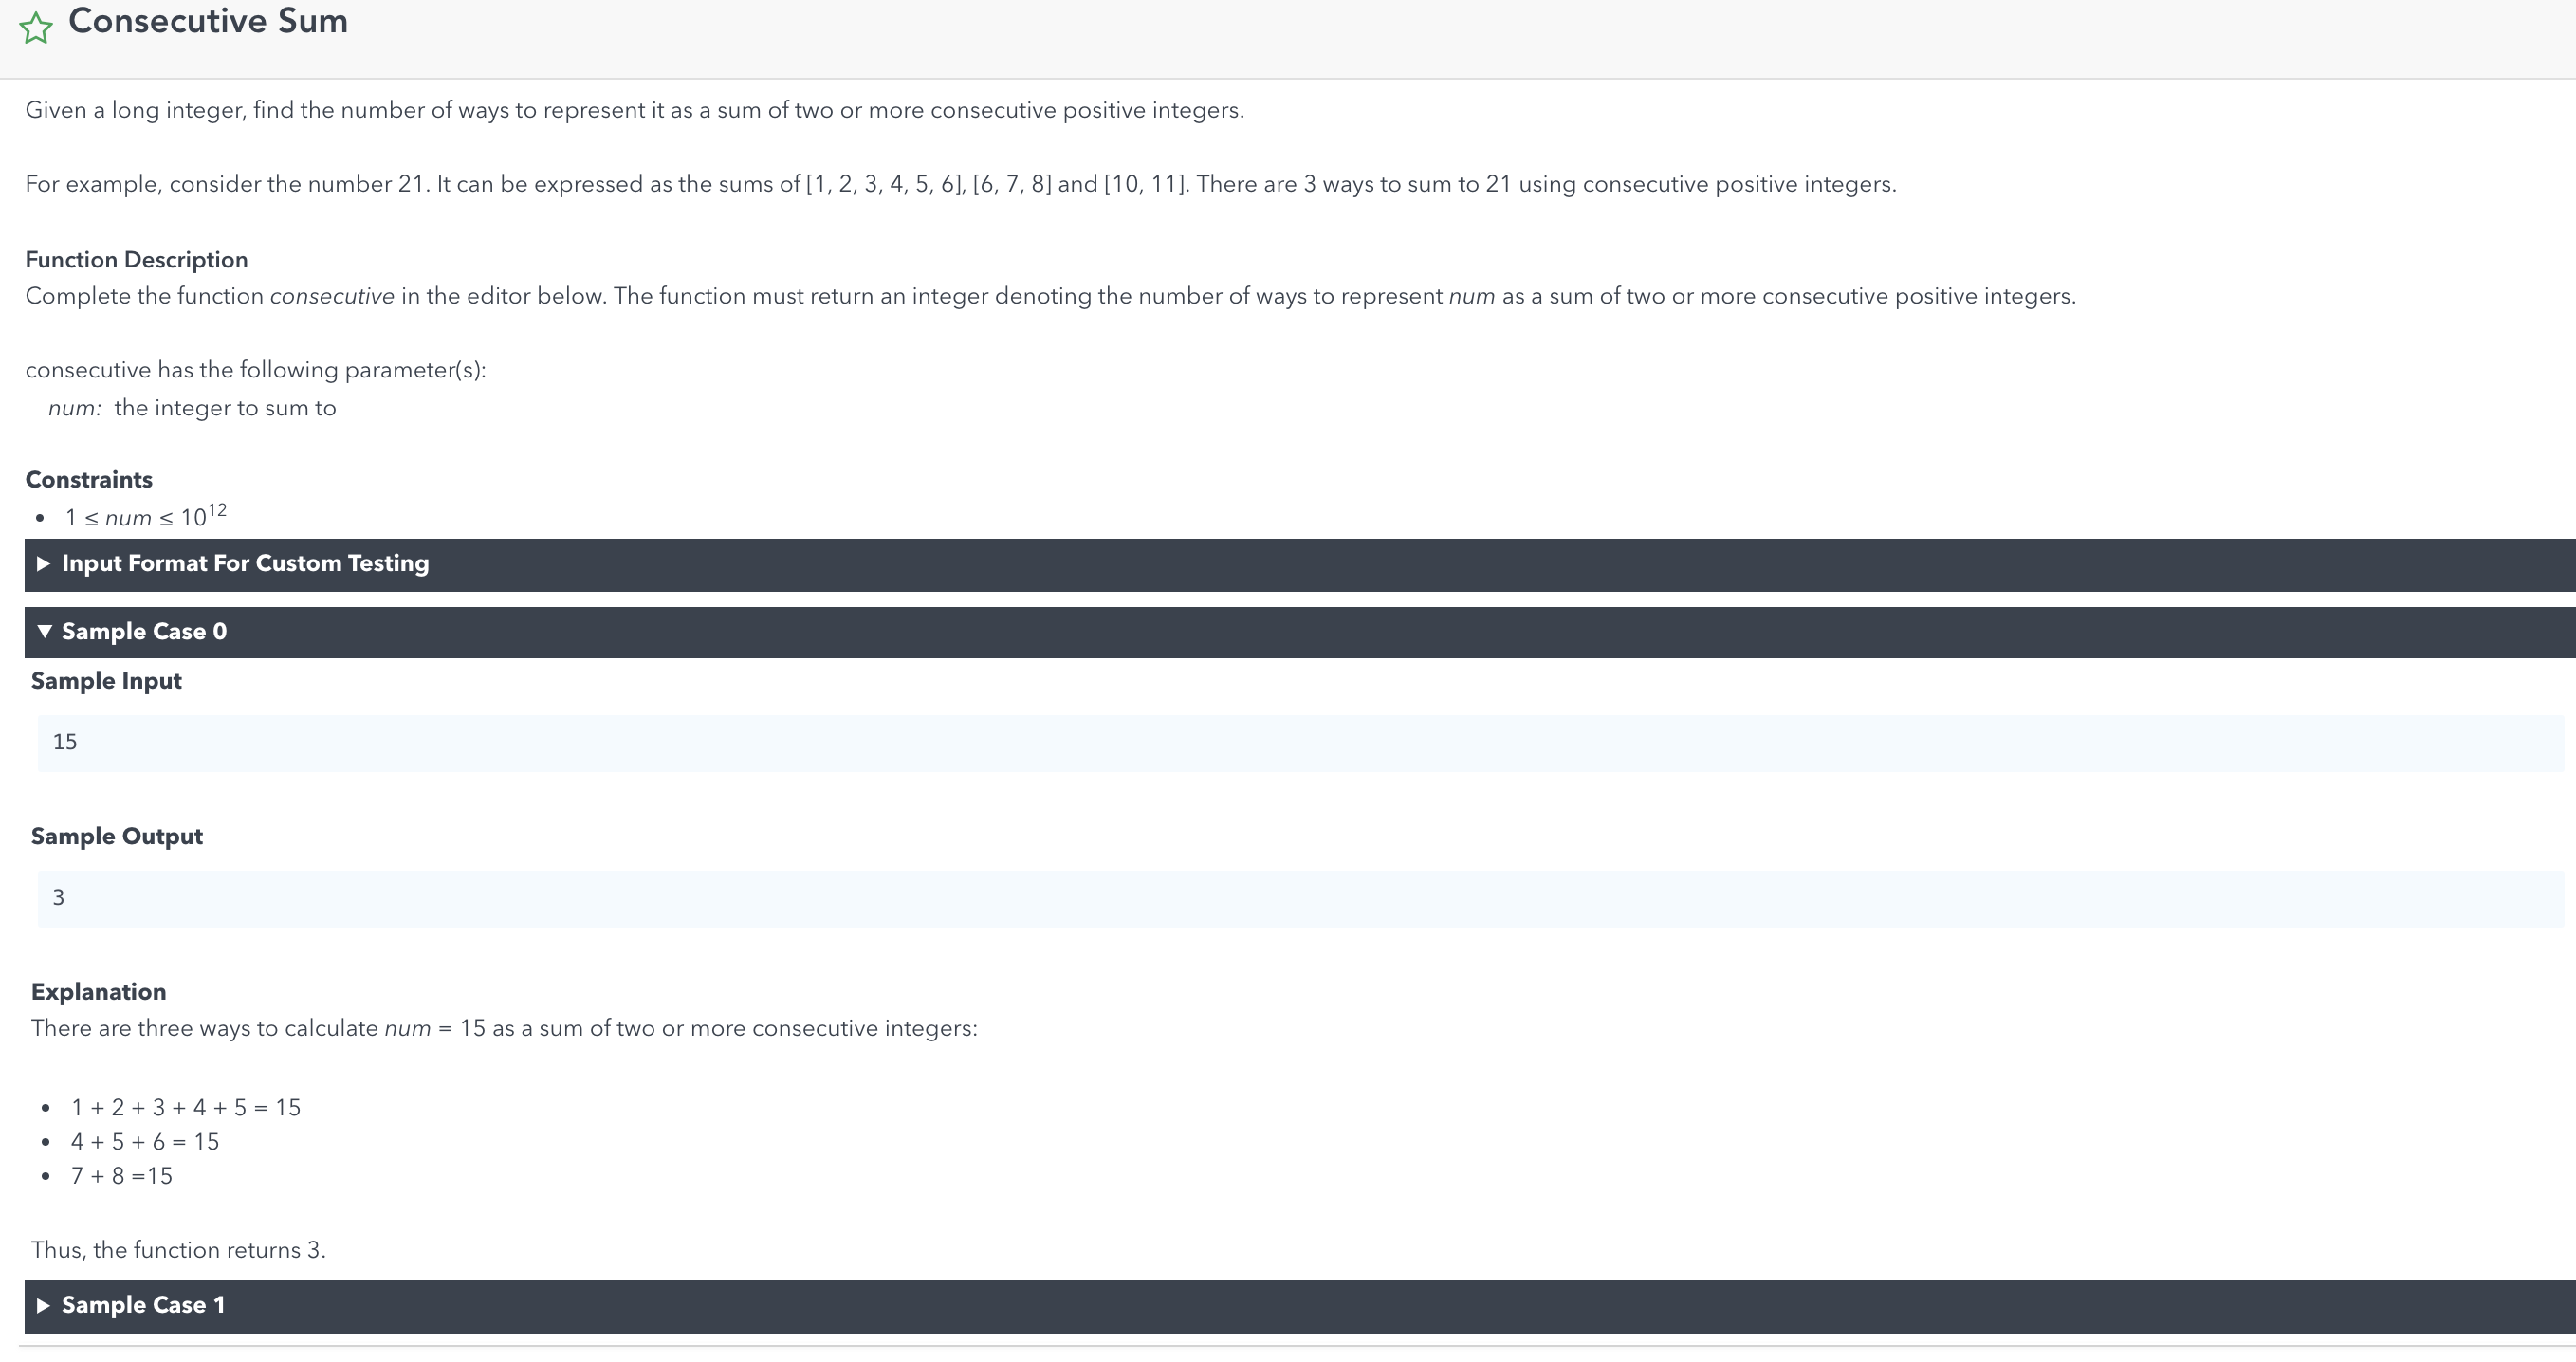 Consecutive Sum
Given a long integer, find the number of ways to represent it as a sum of two or more consecutive positive integers.
For example, consider the number 21. It can be expressed as the sums of [1, 2, 3, 4, 5, 6], [6, 7, 8] and [10, 11]. There are 3 ways to sum to 21 using consecutive positive integers.
Function Description
Complete the function consecutive in the editor below. The function must return an integer denoting the number of ways to represent num as a sum of two or more consecutive positive integers.
consecutive has the following parameter(s):
num: the integer to sum to
Constraints
• 1 ≤ num ≤ 10¹²
▶ Input Format For Custom Testing
▼ Sample Case 0
Sample Input
15
Sample Output
3
Explanation
There are three ways to calculate num = 15 as a sum of two or more consecutive integers:
• 1 + 2 + 3 + 4 + 5 = 15
• 4 + 5 + 6 = 15
• 7 + 8 =15
Thus, the function returns 3.
▶ Sample Case 1